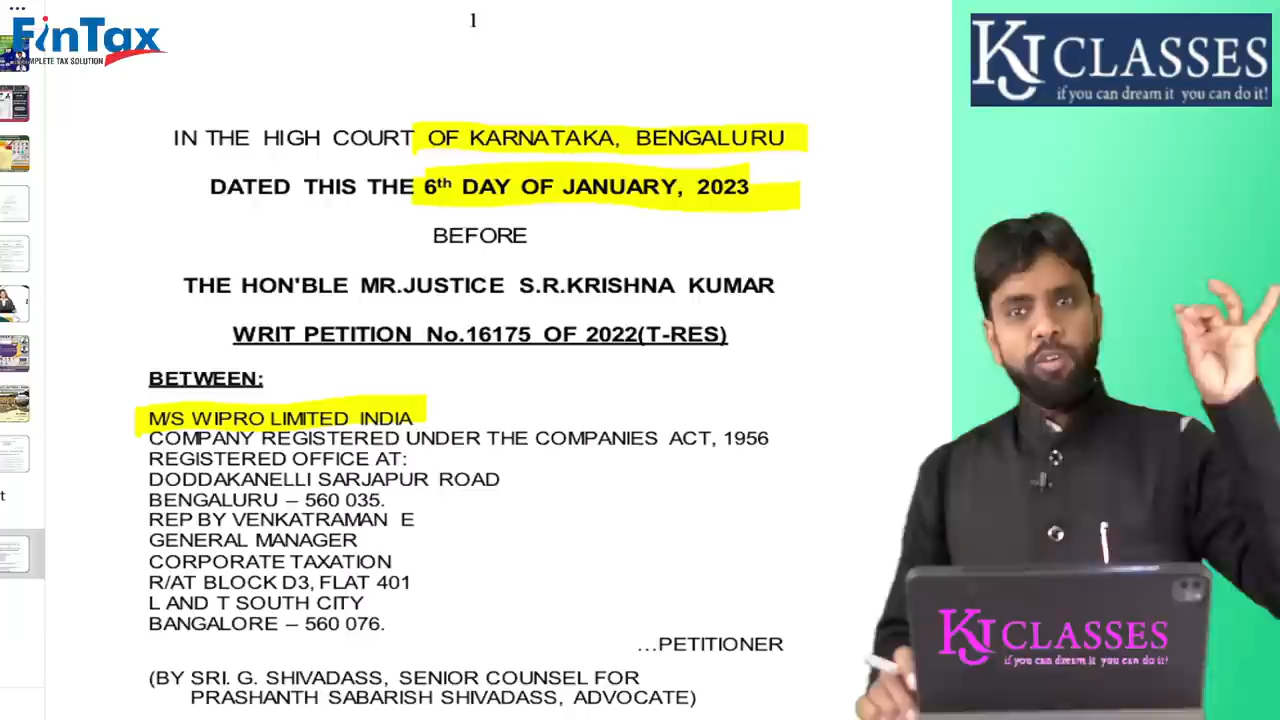 FinTax
COMPLETE TAX SOLUTION
1
KJ CLASSES
if you can dream it you can do it!
IN THE HIGH COURT OF KARNATAKA, BENGALURU
DATED THIS THE 6th DAY OF JANUARY, 2023
BEFORE
THE HON'BLE MR.JUSTICE S.R.KRISHNA KUMAR
WRIT PETITION No.16175 OF 2022(T-RES)
BETWEEN:
M/S WIPRO LIMITED INDIA
COMPANY REGISTERED UNDER THE COMPANIES ACT, 1956
REGISTERED OFFICE AT:
DODDAKANELLI SARJAPUR ROAD
BENGALURU – 560 035.
REP BY VENKATRAMAN E
GENERAL MANAGER
CORPORATE TAXATION
R/AT BLOCK D3, FLAT 401
L AND T SOUTH CITY
BANGALORE – 560 076.
...PETITIONER
(BY SRI. G. SHIVADASS, SENIOR COUNSEL FOR
PRASHANTH SABARISH SHIVADASS, ADVOCATE)
KJ CLASSES
if you can dream it you can do it!